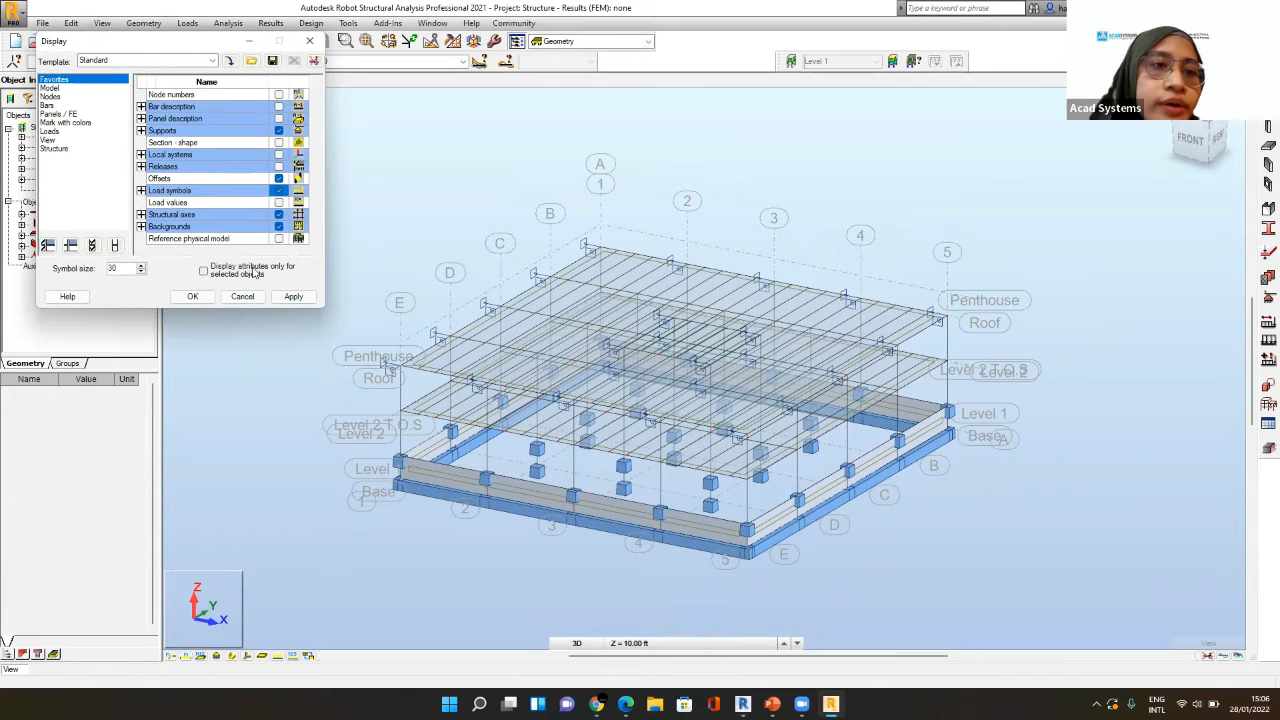 PRO
Autodesk Robot Structural Analysis Professional 2021 - Project: Structure - Results (FEM): none
Type a keyword or phrase
File Edit View Geometry Loads Analysis Results Design Tools Add-Ins Window Help Community
Geometry
Level 1
Display
Template: Standard
Favorites
Model
Nodes
Bars
Panels / FE
Mark with colors
Loads
View
Structure
Name
Node numbers
Bar description
Panel description
Supports
Section - shape
Local systems
Releases
Offsets
Load symbols
Load values
Structural axes
Backgrounds
Reference physical model
Symbol size: 30
Display attributes only for
selected objects
Help OK Cancel Apply
Objects
Geometry Groups
Name Value Unit
View
Acad Systems
FRONT
A
1
2
3
4
5
B
C
D
E
Penthouse
Roof
Level 2 T.O.S
Level 2
Level
Base
1
2
3
4
5
E
D
C
B
A
Penthouse
Roof
Level 2 T.O.S
Level 2
Level 1
Base
Z
Y
X
3D Z = 10.00 ft
View
ENG
INTL
15:06
28/01/2022